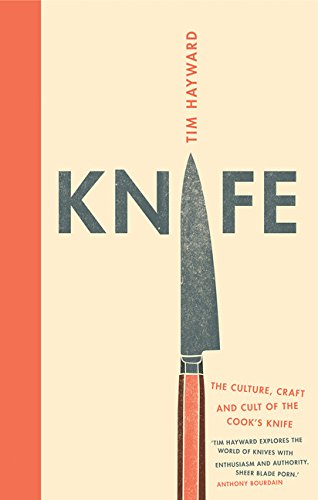 TIM HAYWARD
KNIFE
THE CULTURE, CRAFT
AND CULT OF THE
COOK'S KNIFE
'TIM HAYWARD EXPLORES THE
WORLD OF KNIVES WITH
ENTHUSIASM AND AUTHORITY.
SHEER BLADE PORN.'
ANTHONY BOURDAIN